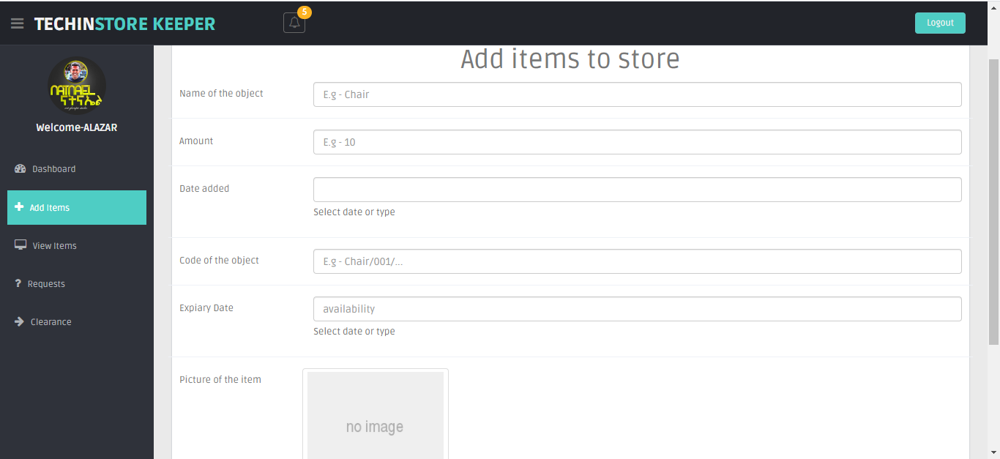 TECHINSTORE KEEPER
5
Logout
NATNAEL
ናትናኤል
Welcome-ALAZAR
Dashboard
Add Items
View Items
Requests
Clearance
Add items to store
Name of the object
E.g - Chair
Amount
E.g - 10
Date added
Select date or type
Code of the object
E.g - Chair/001/...
Expiary Date
availability
Select date or type
Picture of the item
no image